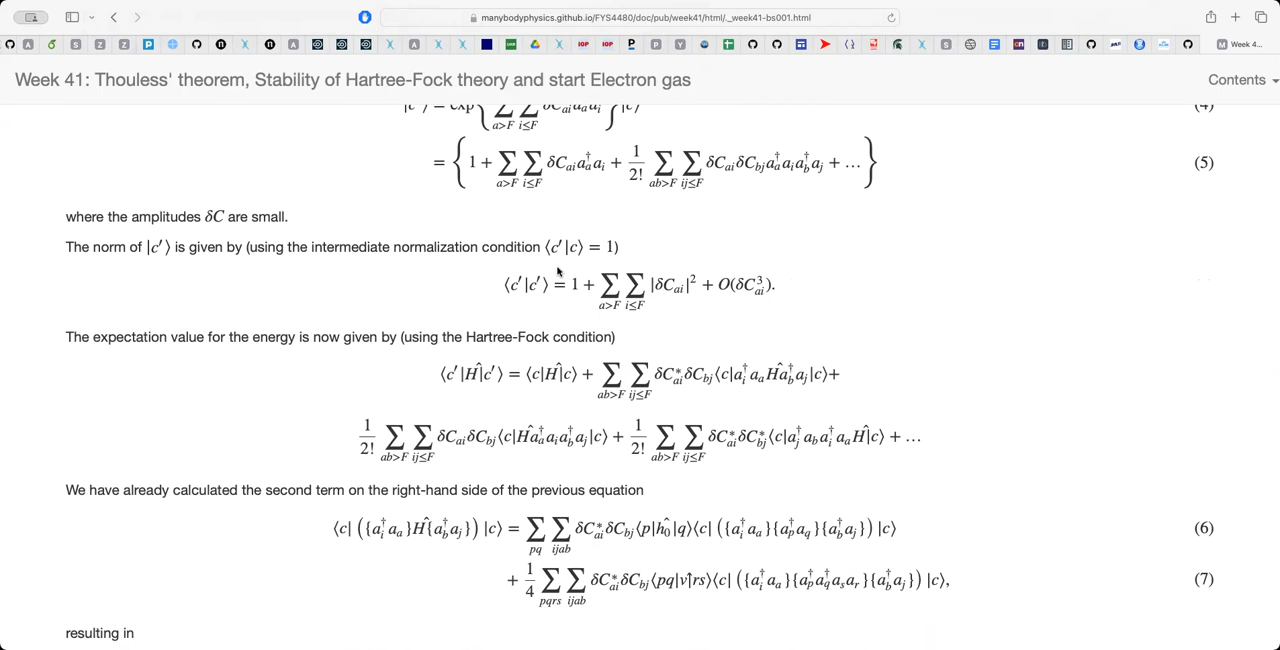 manybodyphysics.github.io/FYS4480/doc/pub/week41/html/._week41-bs001.html
Week 4...
Week 41: Thouless' theorem, Stability of Hartree-Fock theory and start Electron gas
Contents
|c′⟩ = exp { ∑_{a>F} ∑_{i≤F} δC_{ai} a_a^† a_i } |c⟩ (4)
= { 1 + ∑_{a>F} ∑_{i≤F} δC_{ai} a_a^† a_i + 1/2! ∑_{ab>F} ∑_{ij≤F} δC_{ai} δC_{bj} a_a^† a_i a_b^† a_j + … } (5)
where the amplitudes δC are small.
The norm of |c′⟩ is given by (using the intermediate normalization condition ⟨c′|c⟩ = 1)
⟨c′|c′⟩ = 1 + ∑_{a>F} ∑_{i≤F} |δC_{ai}|² + O(δC_{ai}^3).
The expectation value for the energy is now given by (using the Hartree-Fock condition)
⟨c′|Ĥ|c′⟩ = ⟨c|Ĥ|c⟩ + ∑_{ab>F} ∑_{ij≤F} δC_{ai}^* δC_{bj} ⟨c|a_i^† a_a Ĥ a_b^† a_j|c⟩+
1/2! ∑_{ab>F} ∑_{ij≤F} δC_{ai} δC_{bj} ⟨c|Ĥ a_a^† a_i a_b^† a_j|c⟩ + 1/2! ∑_{ab>F} ∑_{ij≤F} δC_{ai}^* δC_{bj}^* ⟨c|a_j^† a_b a_i^† a_a Ĥ|c⟩ + …
We have already calculated the second term on the right-hand side of the previous equation
⟨c| ({a_i^† a_a} Ĥ {a_b^† a_j}) |c⟩ = ∑_{pq} ∑_{ijab} δC_{ai}^* δC_{bj} ⟨p|ĥ_0|q⟩ ⟨c| ({a_i^† a_a}{a_p^† a_q}{a_b^† a_j}) |c⟩ (6)
+ 1/4 ∑_{pqrs} ∑_{ijab} δC_{ai}^* δC_{bj} ⟨pq|v̂|rs⟩ ⟨c| ({a_i^† a_a}{a_p^† a_q^† a_s a_r}{a_b^† a_j}) |c⟩, (7)
resulting in